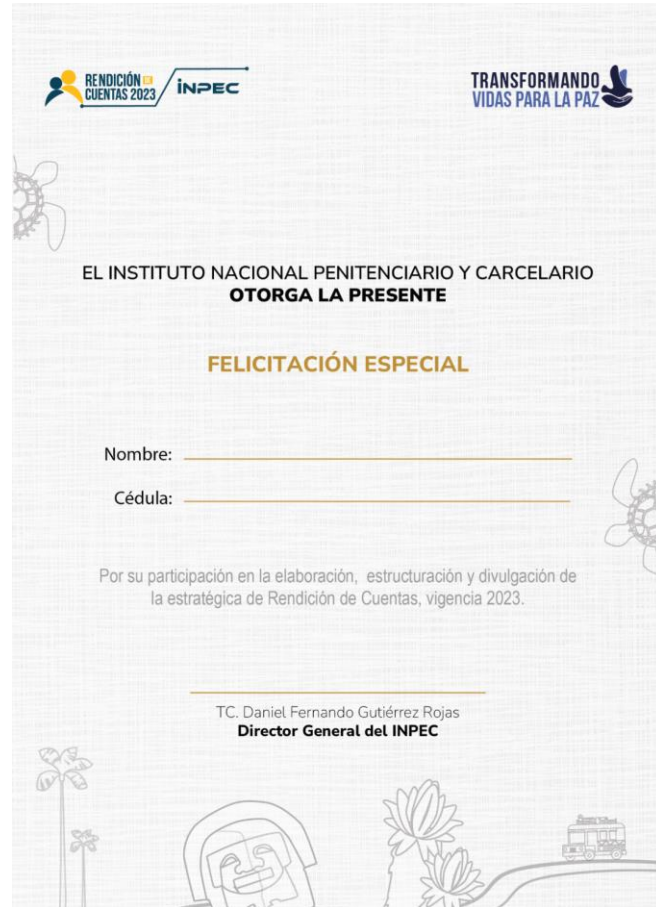 RENDICIÓN DE
CUENTAS 2023
INPEC
TRANSFORMANDO
VIDAS PARA LA PAZ
EL INSTITUTO NACIONAL PENITENCIARIO Y CARCELARIO
OTORGA LA PRESENTE
FELICITACIÓN ESPECIAL
Nombre:
Cédula:
Por su participación en la elaboración, estructuración y divulgación de
la estratégica de Rendición de Cuentas, vigencia 2023.
TC. Daniel Fernando Gutiérrez Rojas
Director General del INPEC